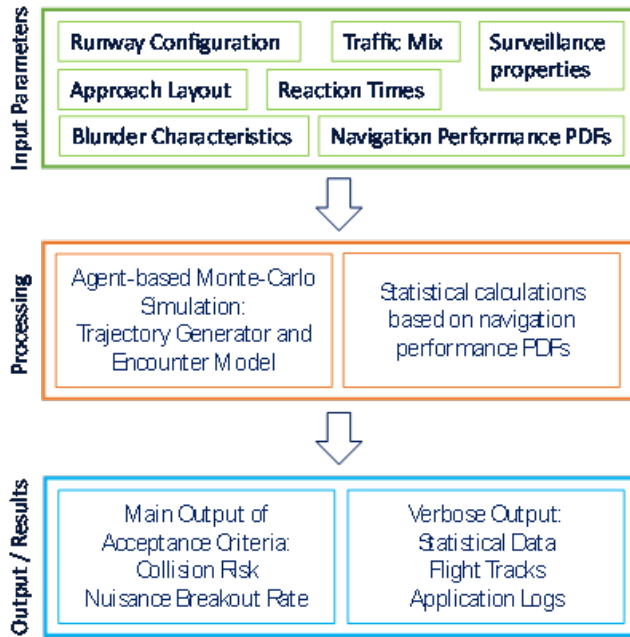 Input Parameters
Runway Configuration
Traffic Mix
Surveillance
properties
Approach Layout
Reaction Times
Blunder Characteristics
Navigation Performance PDFs
Processing
Agent-based Monte-Carlo
Simulation:
Trajectory Generator and
Encounter Model
Statistical calculations
based on navigation
performance PDFs
Output / Results
Main Output of
Acceptance Criteria:
Collision Risk
Nuisance Breakout Rate
Verbose Output:
Statistical Data
Flight Tracks
Application Logs